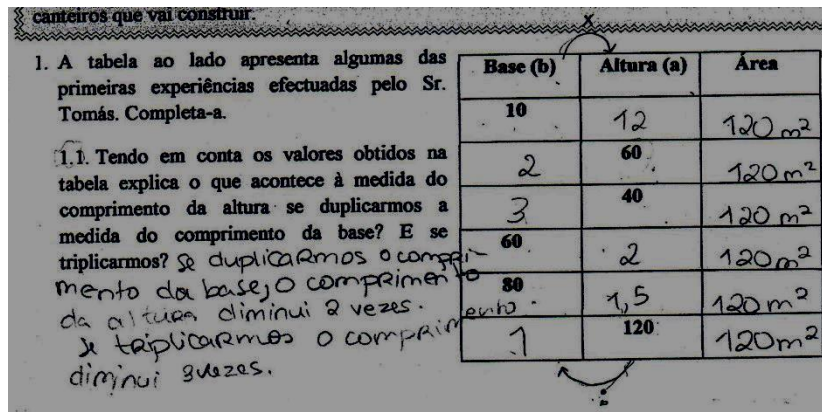 canteiros que vai construir.
1. A tabela ao lado apresenta algumas das
primeiras experiências efectuadas pelo Sr.
Tomás. Completa-a.
1.1. Tendo em conta os valores obtidos na
tabela explica o que acontece à medida do
comprimento da altura se duplicarmos a
medida do comprimento da base? E se
triplicarmos? Se duplicarmos o compri-
mento da base, o comprimento
da altura diminui 2 vezes.
Se triplicarmos o comprimento
diminui 3 vezes.
x
Base (b) Altura (a) Área
10 12 120 m²
2 60 120 m²
3 40 120 m²
60 2 120 m²
80 1,5 120 m²
1 120 120 m²
÷